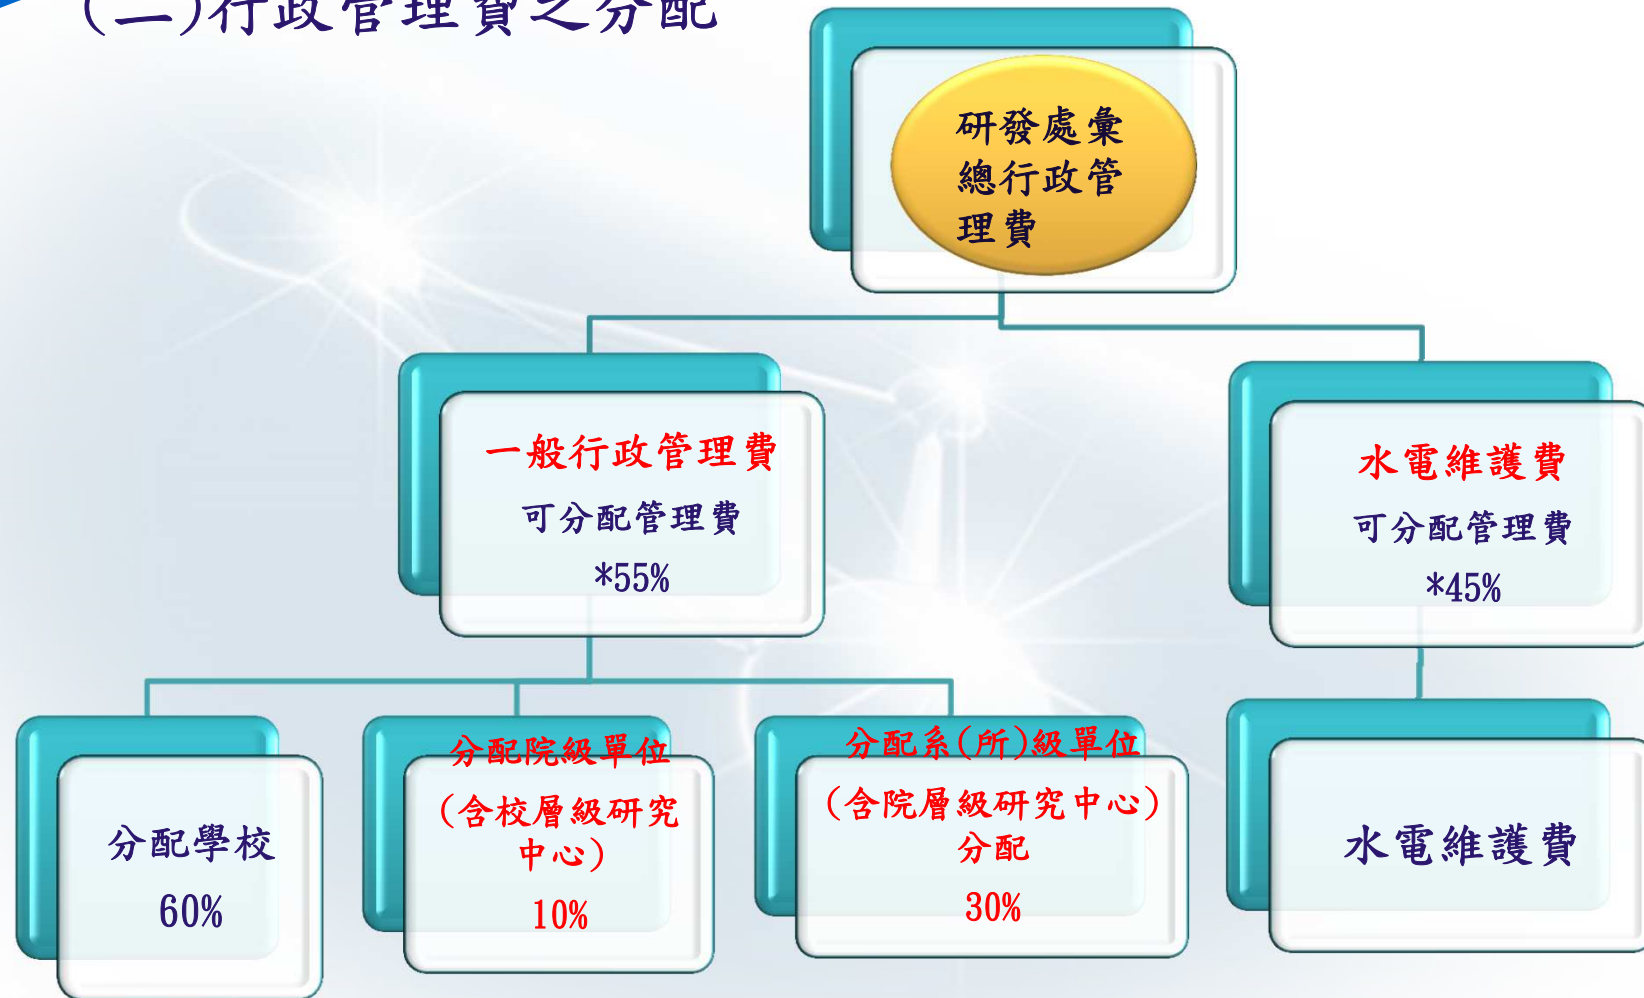 (二)行政管理費之分配
研發處彙
總行政管
理費
一般行政管理費
可分配管理費
*55%
水電維護費
可分配管理費
*45%
分配學校
60%
分配院級單位
(含校層級研究
中心)
10%
分配系(所)級單位
(含院層級研究中心)
分配
30%
水電維護費